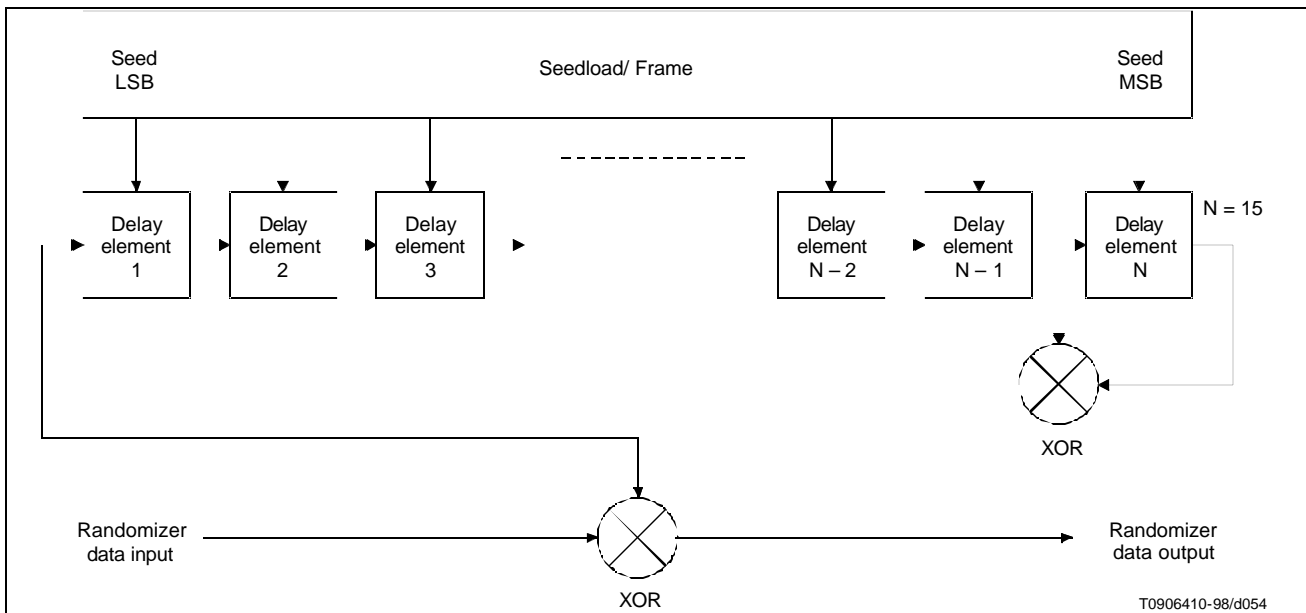 Seed
LSB
Seedload/ Frame
Seed
MSB
Delay
element
1
Delay
element
2
Delay
element
3
Delay
element
N – 2
Delay
element
N – 1
Delay
element
N
N = 15
XOR
Randomizer
data input
XOR
Randomizer
data output
T0906410-98/d054